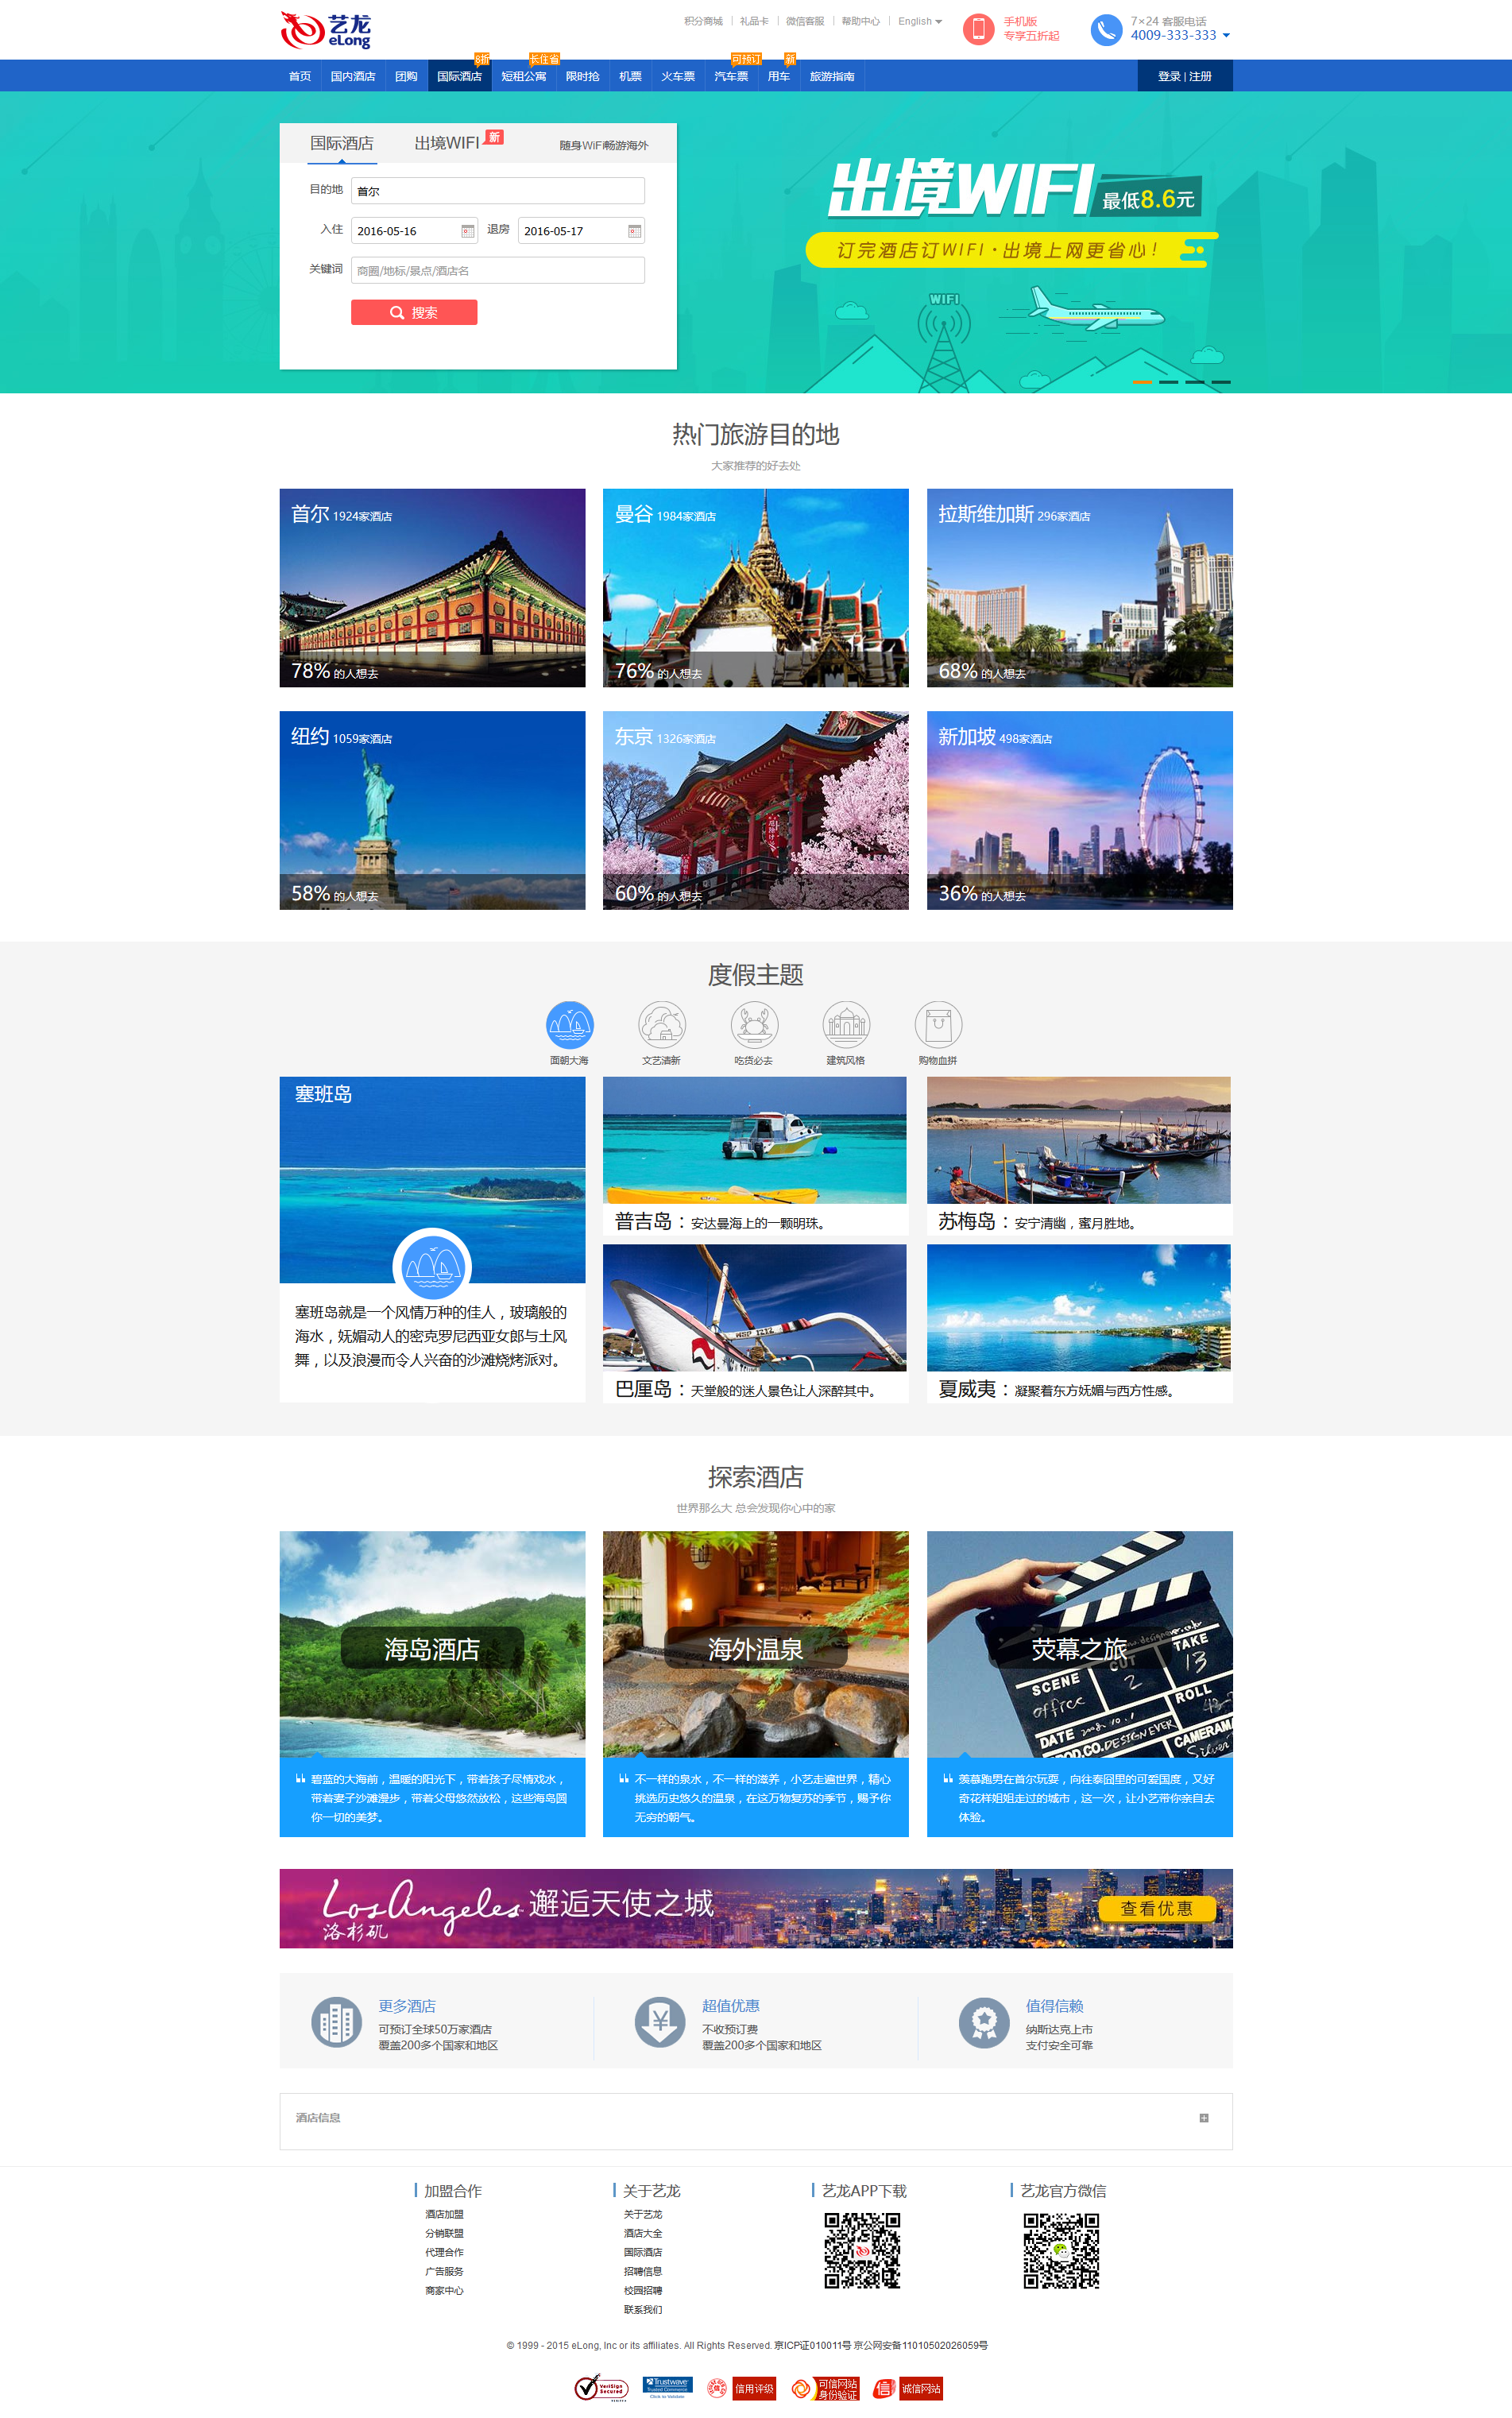 艺龙
eLong
积分商城 礼品卡 微信客服 帮助中心 English
手机版
专享五折起
7×24 客服电话
4009-333-333
8折 长住省 可预订 新
首页 国内酒店 团购 国际酒店 短租公寓 限时抢 机票 火车票 汽车票 用车 旅游指南 登录 | 注册
国际酒店 出境WIFI 新 随身WiFi畅游海外
目的地 首尔
入住 2016-05-16 退房 2016-05-17
关键词 商圈/地标/景点/酒店名
搜索
出境WIFI 最低8.6元
订完酒店订WIFI·出境上网更省心!
WIFI
热门旅游目的地
大家推荐的好去处
首尔 1924家酒店
78% 的人想去
曼谷 1984家酒店
76% 的人想去
拉斯维加斯 296家酒店
68% 的人想去
纽约 1059家酒店
58% 的人想去
东京 1326家酒店
60% 的人想去
新加坡 498家酒店
36% 的人想去
度假主题
面朝大海 文艺清新 吃货必去 建筑风格 购物血拼
塞班岛
塞班岛就是一个风情万种的佳人，玻璃般的
海水，妩媚动人的密克罗尼西亚女郎与土风
舞，以及浪漫而令人兴奋的沙滩烧烤派对。
普吉岛：安达曼海上的一颗明珠。
苏梅岛：安宁清幽，蜜月胜地。
巴厘岛：天堂般的迷人景色让人深醉其中。
夏威夷：凝聚着东方妩媚与西方性感。
探索酒店
世界那么大 总会发现你心中的家
海岛酒店
碧蓝的大海前，温暖的阳光下，带着孩子尽情戏水，
带着妻子沙滩漫步，带着父母悠然放松，这些海岛圆
你一切的美梦。
海外温泉
不一样的泉水，不一样的滋养，小艺走遍世界，精心
挑选历史悠久的温泉，在这万物复苏的季节，赐予你
无穷的朝气。
荧幕之旅
SCENE CUT TAKE
office 2 13
ROLL
DATE 2008.10.1
PROD.CO. DESIGNEVER CAMERAMAN
Silver
羡慕跑男在首尔玩耍，向往泰囧里的可爱国度，又好
奇花样姐姐走过的城市，这一次，让小艺带你亲自去
体验。
Los Angeles 邂逅天使之城
洛杉矶
查看优惠
更多酒店
可预订全球50万家酒店
覆盖200多个国家和地区
超值优惠
不收预订费
覆盖200多个国家和地区
值得信赖
纳斯达克上市
支付安全可靠
酒店信息
加盟合作
酒店加盟
分销联盟
代理合作
广告服务
商家中心
关于艺龙
关于艺龙
酒店大全
国际酒店
招聘信息
校园招聘
联系我们
艺龙APP下载
艺龙官方微信
© 1999 - 2015 eLong, Inc or its affiliates. All Rights Reserved. 京ICP证010011号 京公网安备11010502026059号
VeriSign Secured
Trustwave Trusted Commerce Click to Validate
信用评级
可信网站 身份验证
信 诚信网站